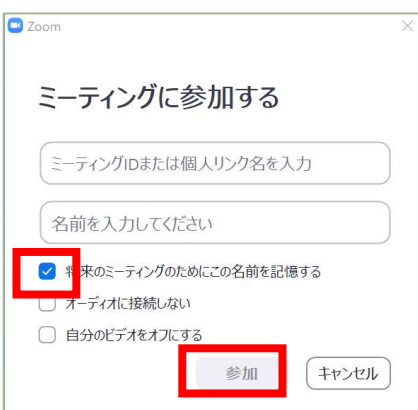 Zoom
ミーティングに参加する
ミーティングIDまたは個人リンク名を入力
名前を入力してください
将来のミーティングのためにこの名前を記憶する
オーディオに接続しない
自分のビデオをオフにする
参加 キャンセル